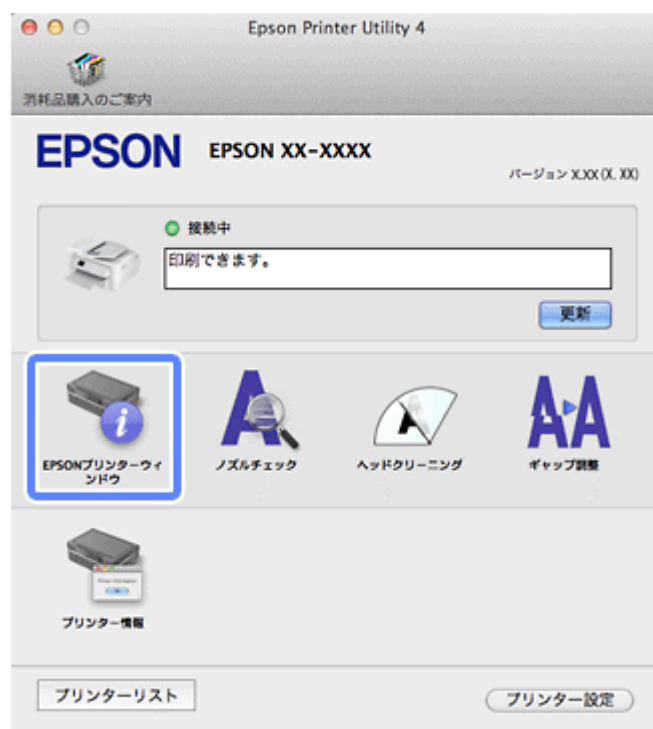 Epson Printer Utility 4
消耗品購入のご案内
EPSON EPSON XX-XXXX
バージョン X.XX (X. XX)
接続中
印刷できます。
更新
EPSONプリンターウィ
ンドウ
ノズルチェック
ヘッドクリーニング
ギャップ調整
プリンター情報
プリンターリスト
プリンター設定